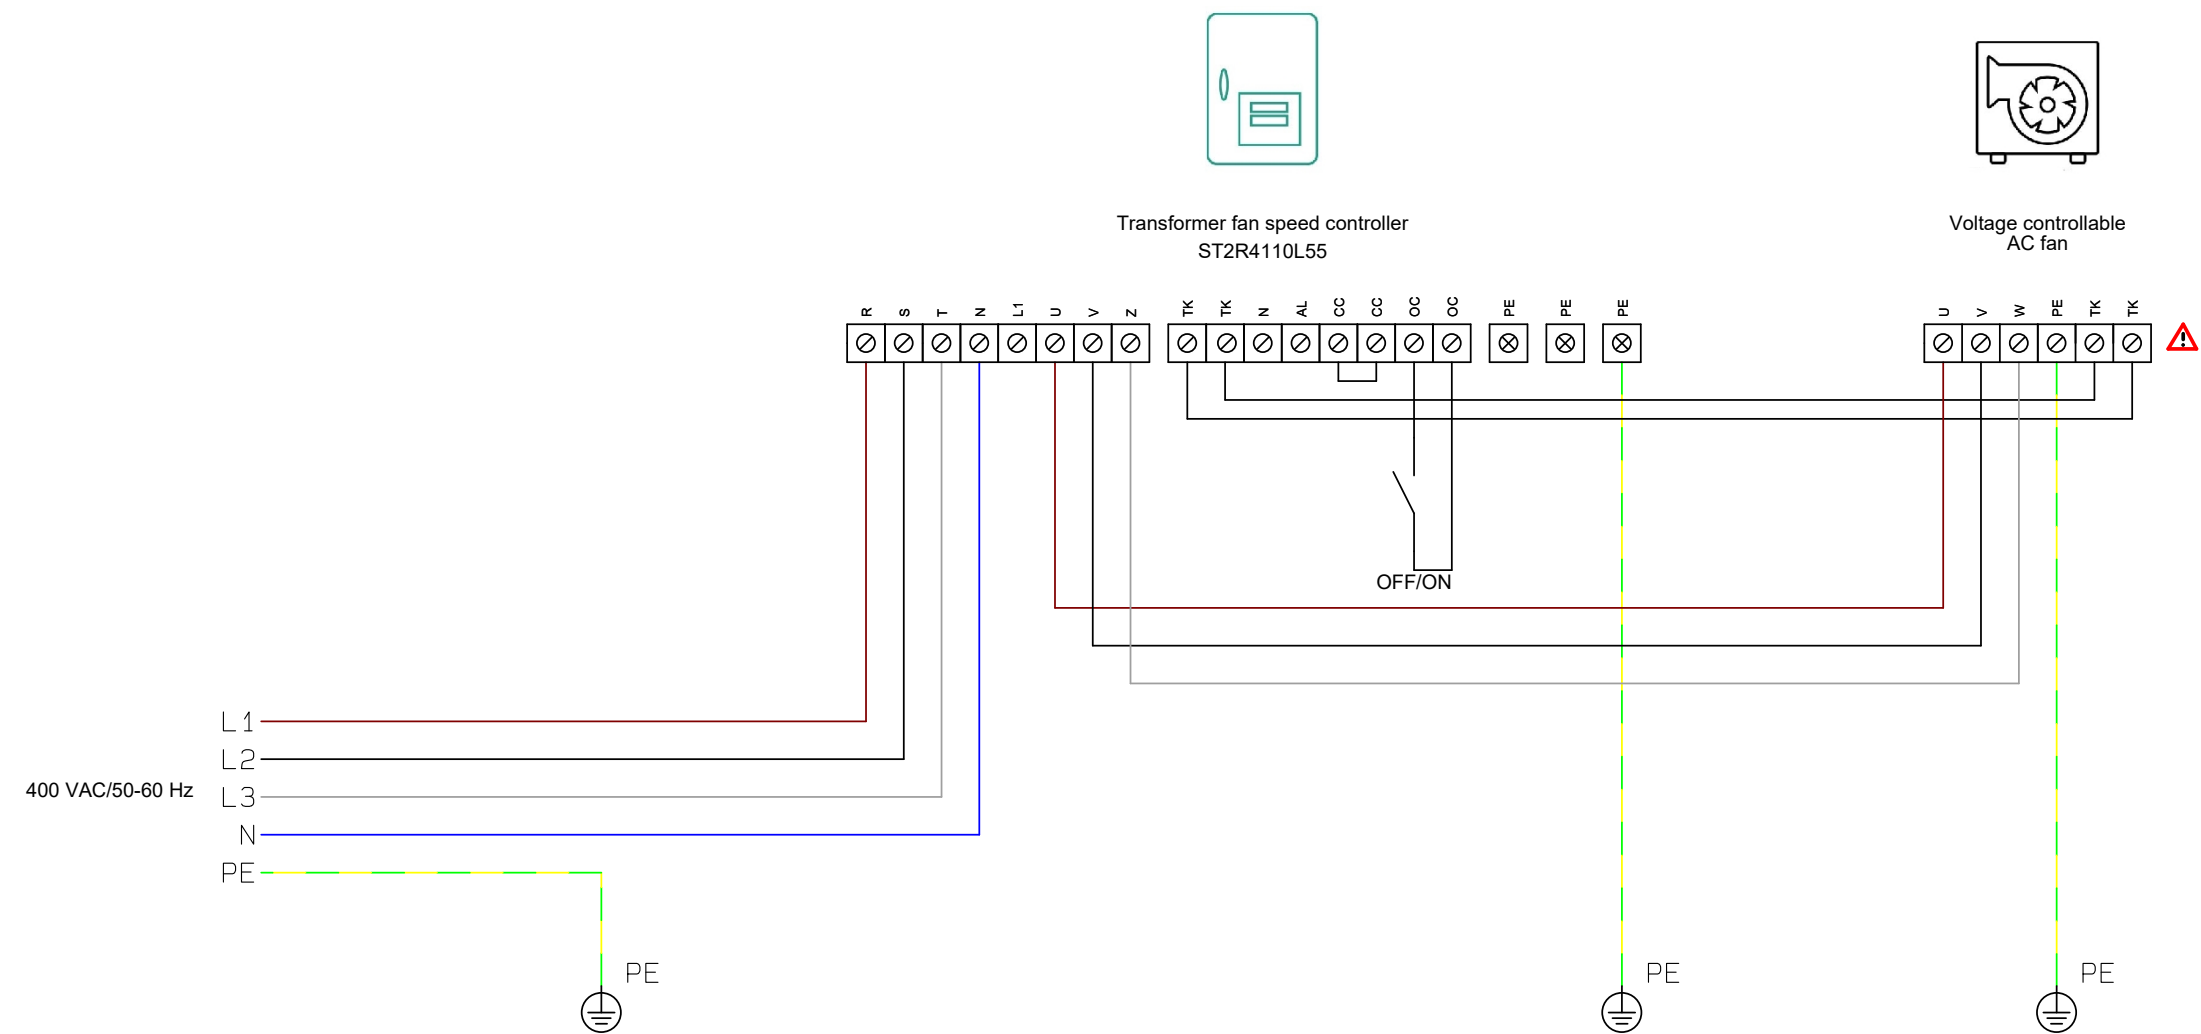 Transformer fan speed controller
ST2R4110L55
Voltage controllable
AC fan
R S T N L1 U V Z TK TK N AL CC CC OC OC PE PE PE U V W PE TK TK
OFF/ON
L1
L2
400 VAC/50-60 Hz L3
N
PE
PE PE PE